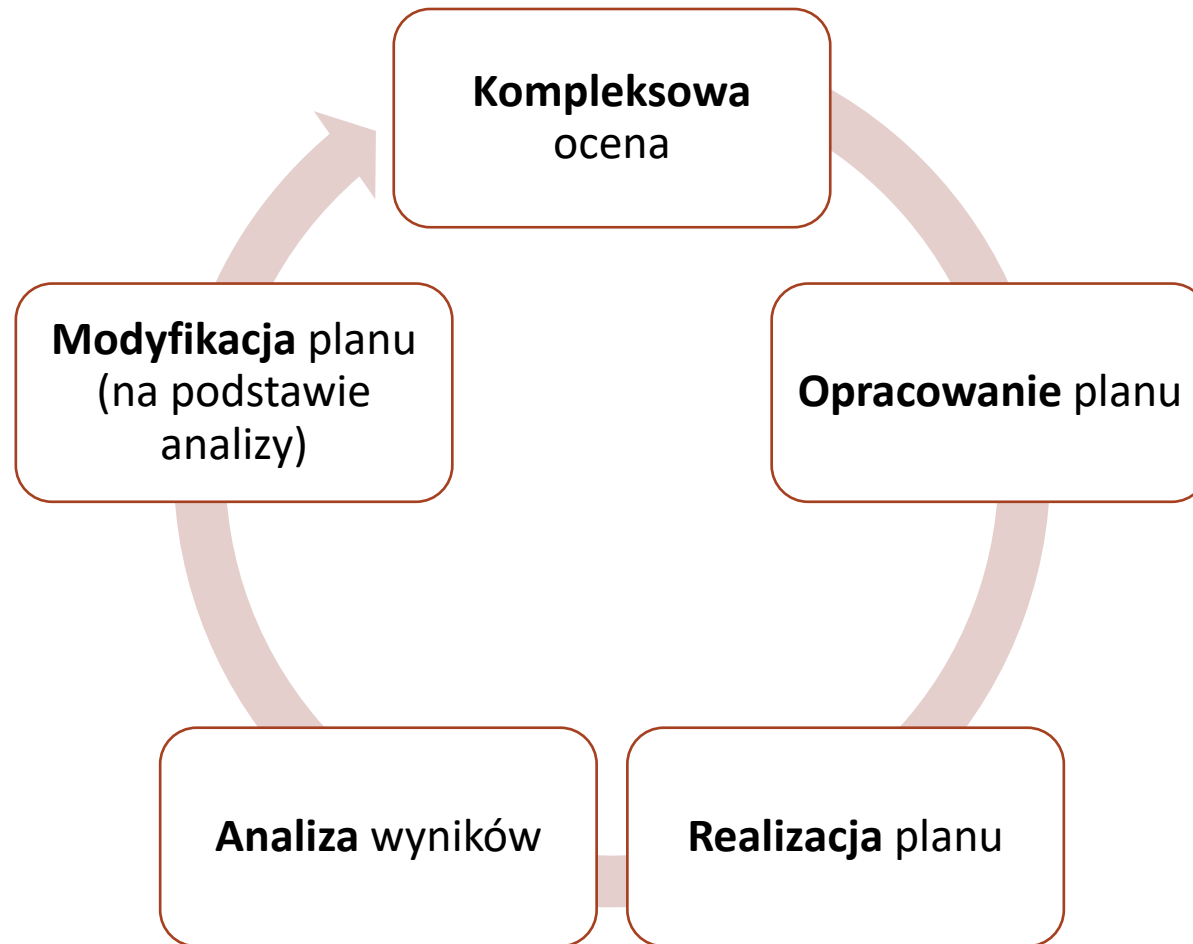 Kompleksowa
ocena
Opracowanie planu
Realizacja planu
Analiza wyników
Modyfikacja planu
(na podstawie
analizy)